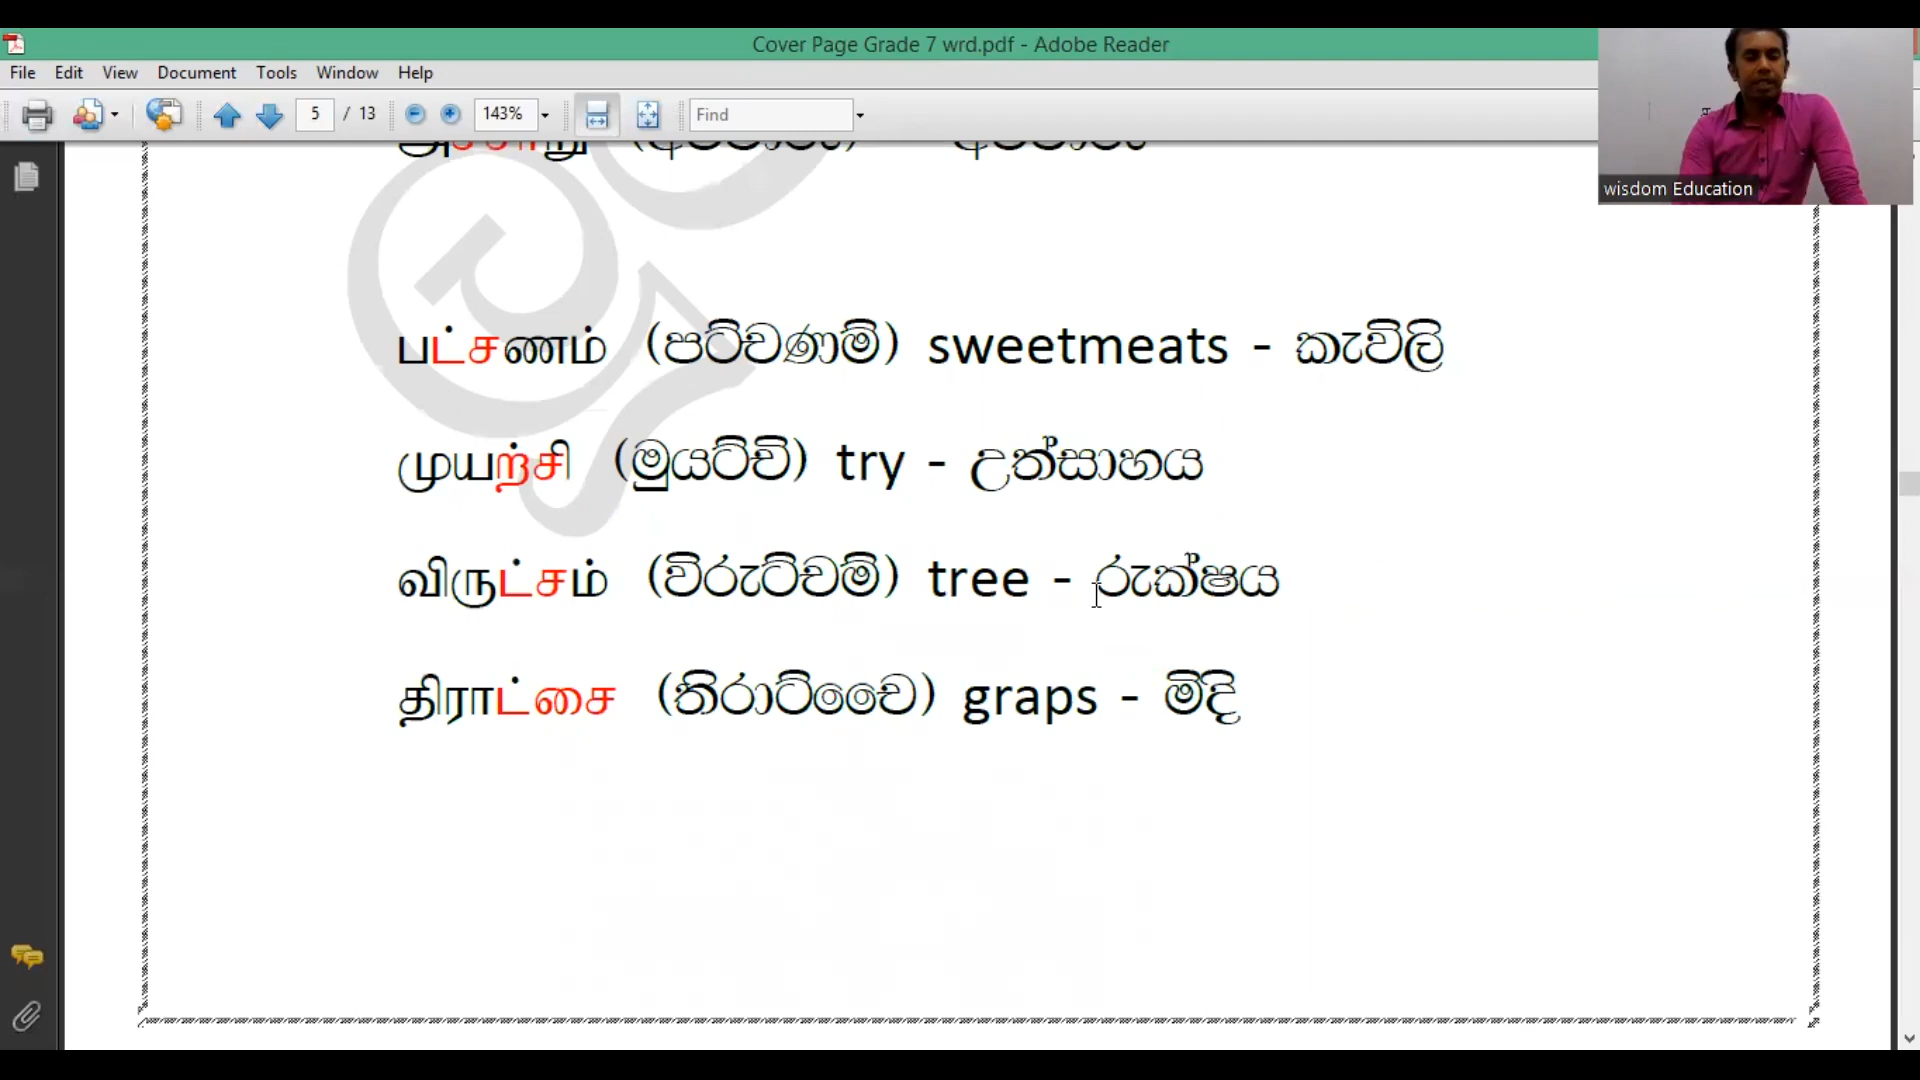 Cover Page Grade 7 wrd.pdf - Adobe Reader
File Edit View Document Tools Window Help
5 / 13 143% Find
wisdom Education
பட்சணம் (පට්චණම්) sweetmeats - කැවිලි
முயற்சி (මුයට්චි) try - උත්සාහය
விருட்சம் (විරුට්චම්) tree - රුක්ෂය
திராட்சை (තිරාට්චෛ) graps - මිදි